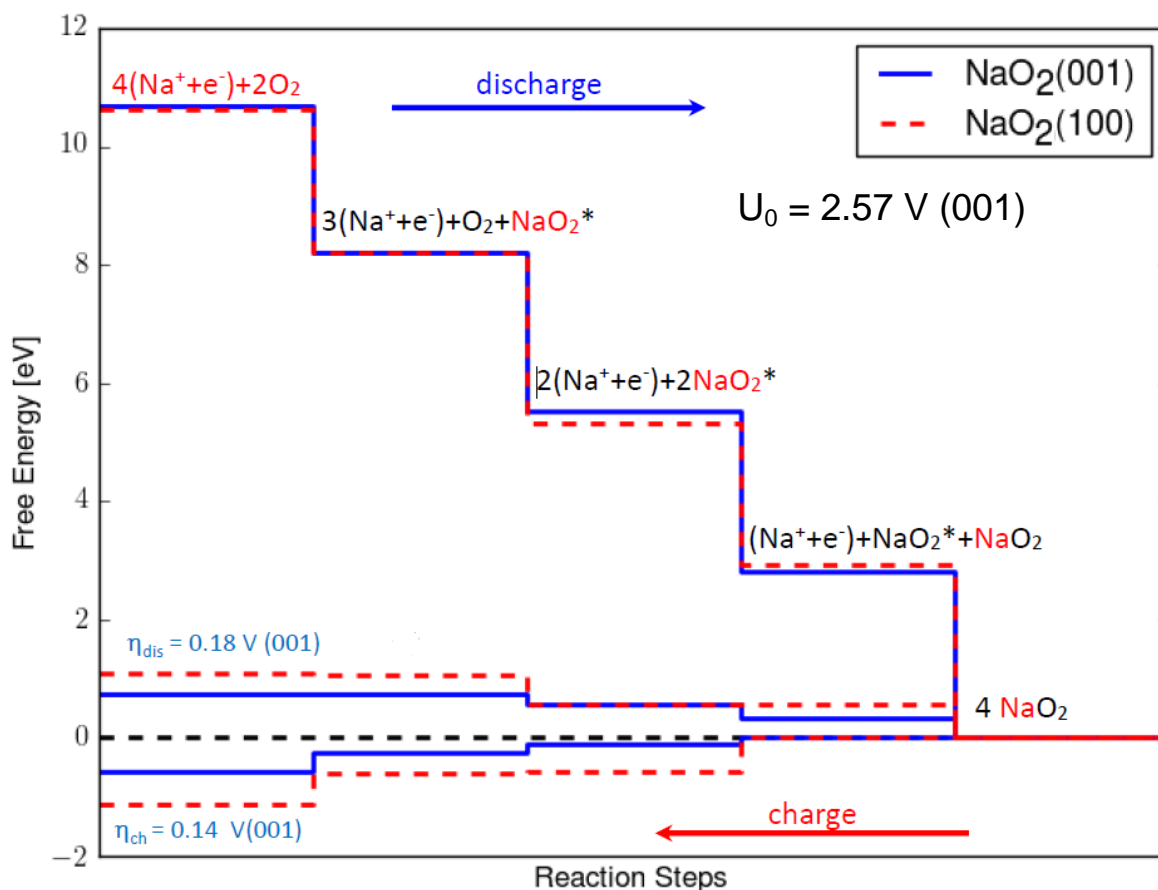 12
4(Na⁺+e⁻)+2O₂
discharge
NaO₂(001)
NaO₂(100)
10
3(Na⁺+e⁻)+O₂+NaO₂*
U₀ = 2.57 V (001)
8
Free Energy [eV]
6
2(Na⁺+e⁻)+2NaO₂*
4
(Na⁺+e⁻)+NaO₂*+NaO₂
2
η_dis = 0.18 V (001)
4 NaO₂
0
η_ch = 0.14 V(001)
charge
−2
Reaction Steps